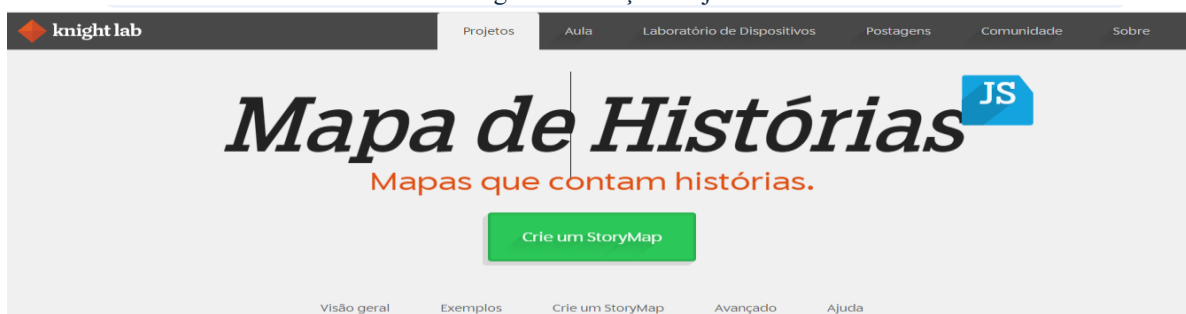 knight lab Projetos Aula Laboratório de Dispositivos Postagens Comunidade Sobre
Mapa de Histórias JS
Mapas que contam histórias.
Crie um StoryMap
Visão geral Exemplos Crie um StoryMap Avançado Ajuda